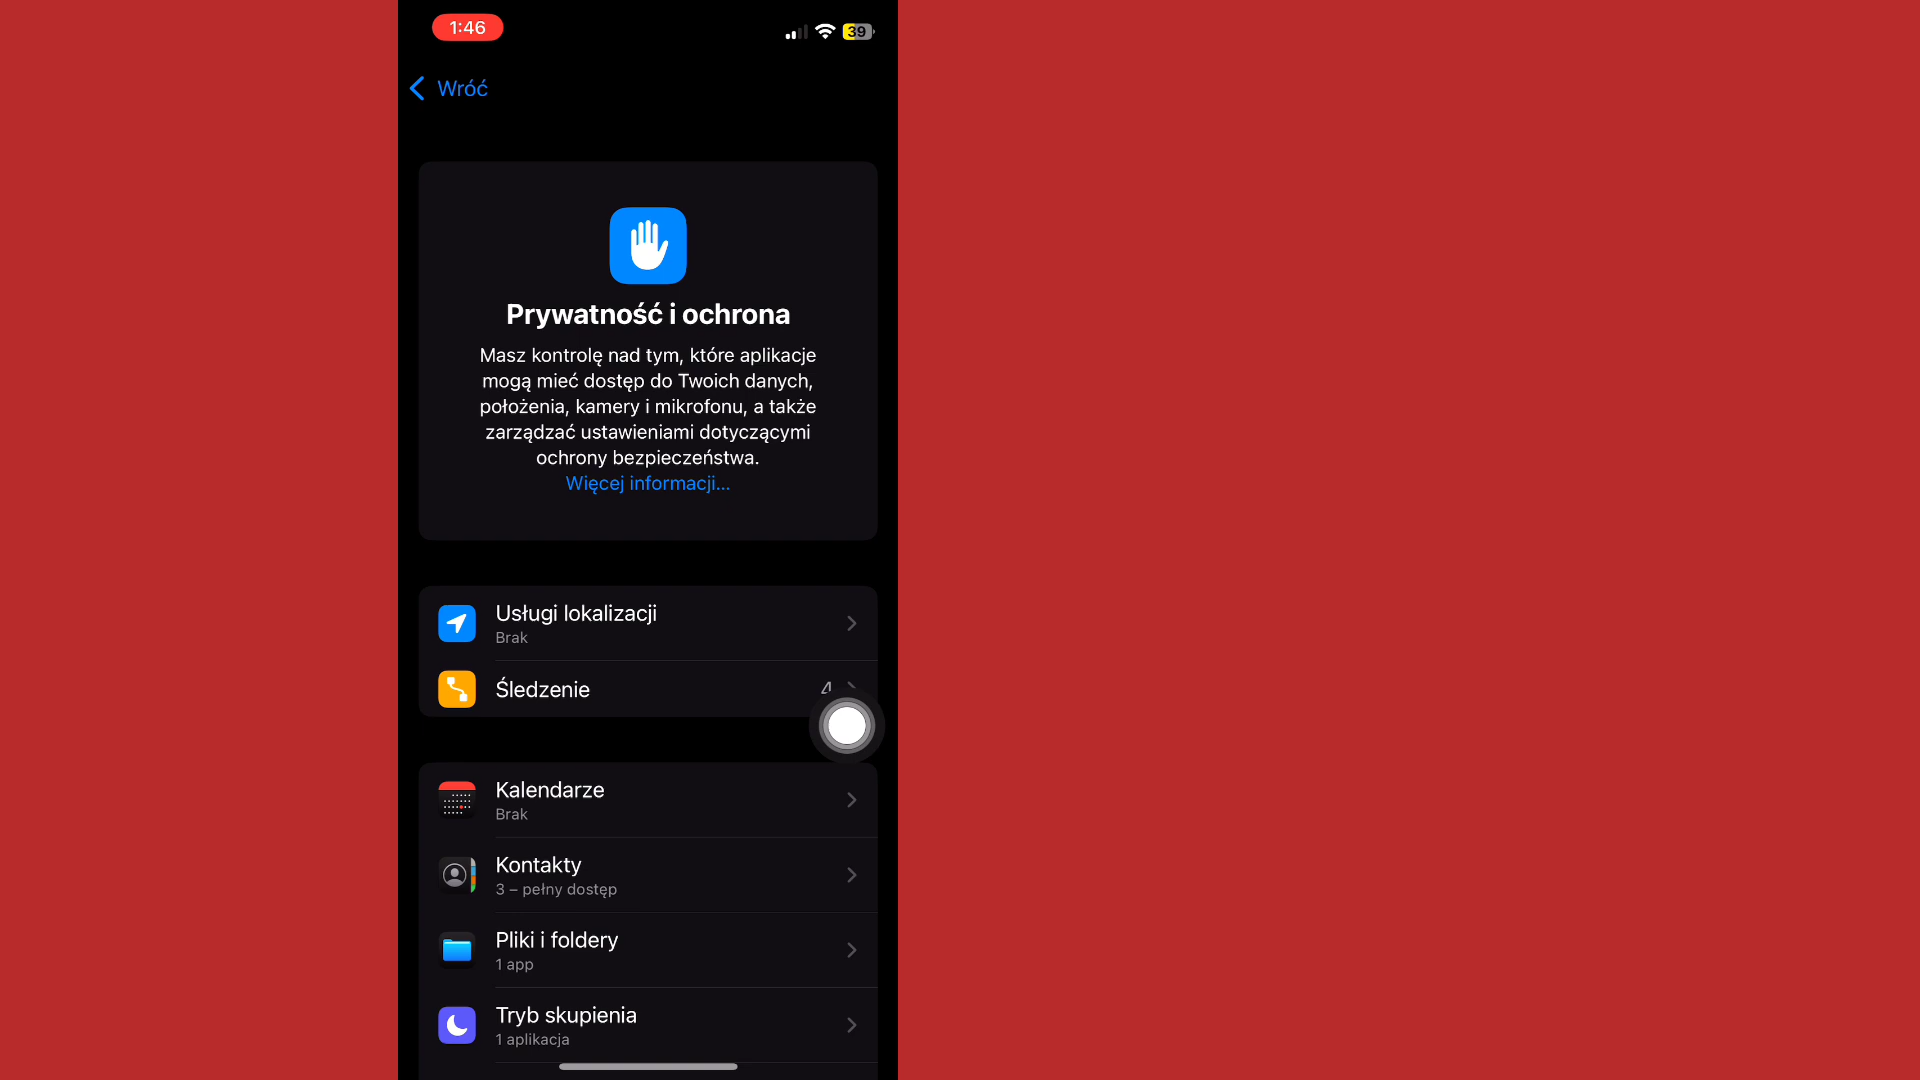 1:46
39
Wróć
Prywatność i ochrona
Masz kontrolę nad tym, które aplikacje
mogą mieć dostęp do Twoich danych,
położenia, kamery i mikrofonu, a także
zarządzać ustawieniami dotyczącymi
ochrony bezpieczeństwa.
Więcej informacji...
Usługi lokalizacji
Brak
Śledzenie
4
Kalendarze
Brak
Kontakty
3 – pełny dostęp
Pliki i foldery
1 app
Tryb skupienia
1 aplikacja